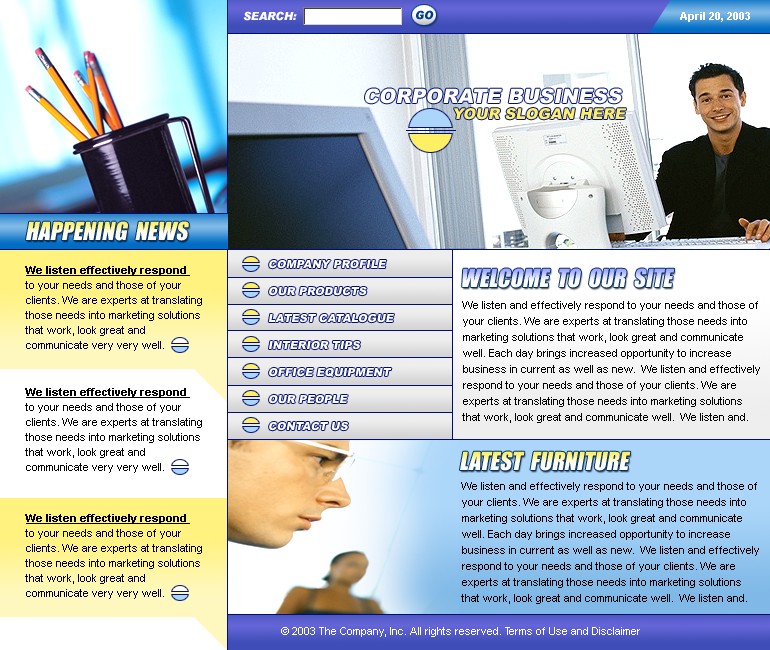 SEARCH:
GO
April 20, 2003
CORPORATE BUSINESS
YOUR SLOGAN HERE
HAPPENING NEWS
We listen effectively respond
to your needs and those of your
clients. We are experts at translating
those needs into marketing solutions
that work, look great and
communicate very very well.
We listen effectively respond
to your needs and those of your
clients. We are experts at translating
those needs into marketing solutions
that work, look great and
communicate very very well.
We listen effectively respond
to your needs and those of your
clients. We are experts at translating
those needs into marketing solutions
that work, look great and
communicate very very well.
COMPANY PROFILE
OUR PRODUCTS
LATEST CATALOGUE
INTERIOR TIPS
OFFICE EQUIPMENT
OUR PEOPLE
CONTACT US
WELCOME TO OUR SITE
We listen and effectively respond to your needs and those of
your clients. We are experts at translating those needs into
marketing solutions that work, look great and communicate
well. Each day brings increased opportunity to increase
business in current as well as new. We listen and effectively
respond to your needs and those of your clients. We are
experts at translating those needs into marketing solutions
that work, look great and communicate well. We listen and.
LATEST FURNITURE
We listen and effectively respond to your needs and those of
your clients. We are experts at translating those needs into
marketing solutions that work, look great and communicate
well. Each day brings increased opportunity to increase
business in current as well as new. We listen and effectively
respond to your needs and those of your clients. We are
experts at translating those needs into marketing solutions
that work, look great and communicate well. We listen and.
© 2003 The Company, Inc. All rights reserved. Terms of Use and Disclaimer